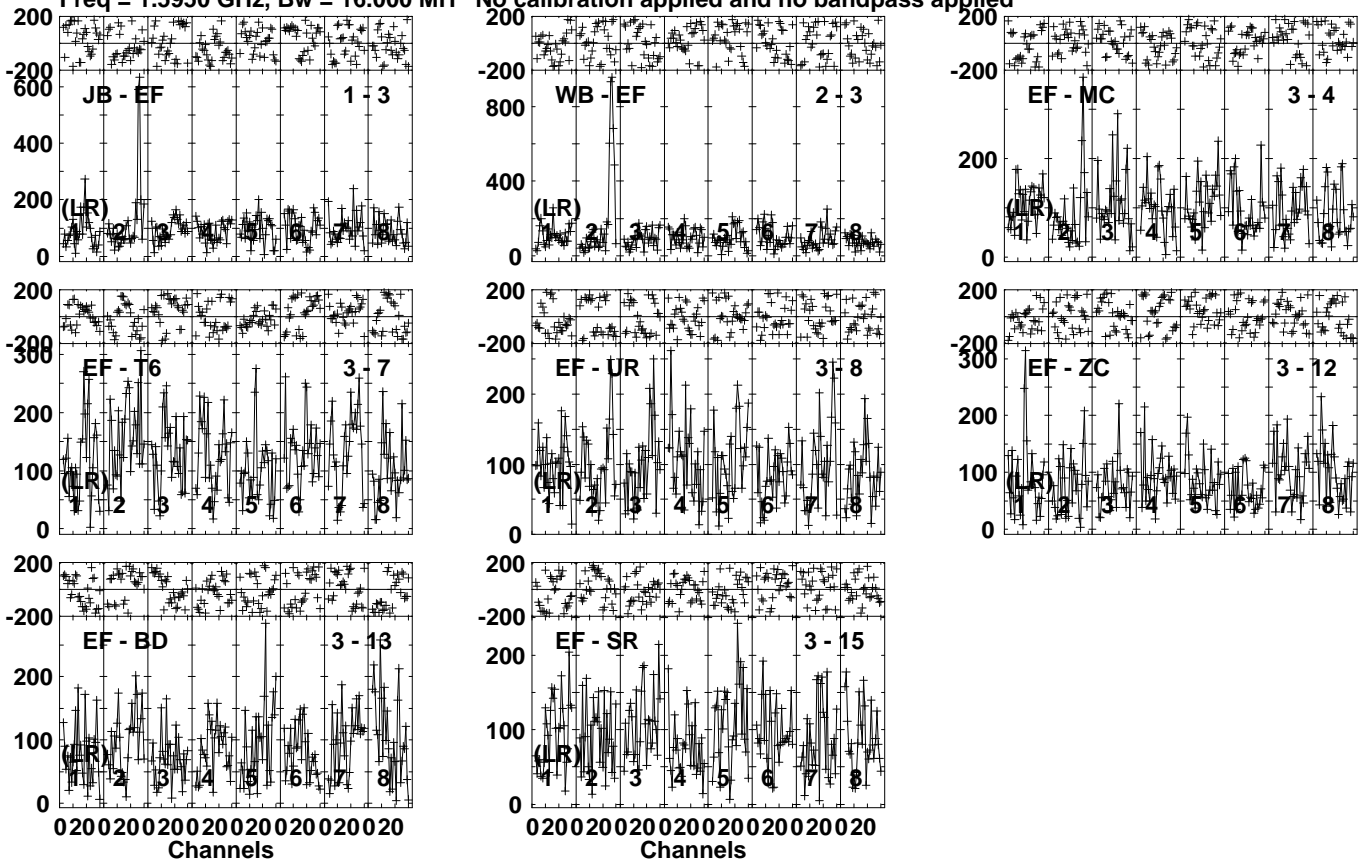 Freq = 1.5950 GHz, Bw = 16.000 MH No calibration applied and no bandpass applied
200
-200
600
400
200
0
JB - EF 1 - 3
(LR)
1 2 3 4 5 6 7 8
200
-200
800
400
0
WB - EF 2 - 3
(LR)
1 2 3 4 5 6 7 8
200
-200
200
0
EF - MC 3 - 4
(LR)
1 2 3 4 5 6 7 8
200
-200
300
200
100
0
EF - T6 3 - 7
(LR)
1 2 3 4 5 6 7 8
200
-200
200
100
0
EF - UR 3 - 8
(LR)
1 2 3 4 5 6 7 8
200
-200
300
200
100
0
EF - ZC 3 - 12
(LR)
1 2 3 4 5 6 7 8
200
-200
200
100
0
EF - BD 3 - 13
(LR)
1 2 3 4 5 6 7 8
0 20 0 20 0 20 0 20 0 20 0 20 0 20 0 20
Channels
200
-200
200
100
0
EF - SR 3 - 15
(LR)
1 2 3 4 5 6 7 8
0 20 0 20 0 20 0 20 0 20 0 20 0 20 0 20
Channels